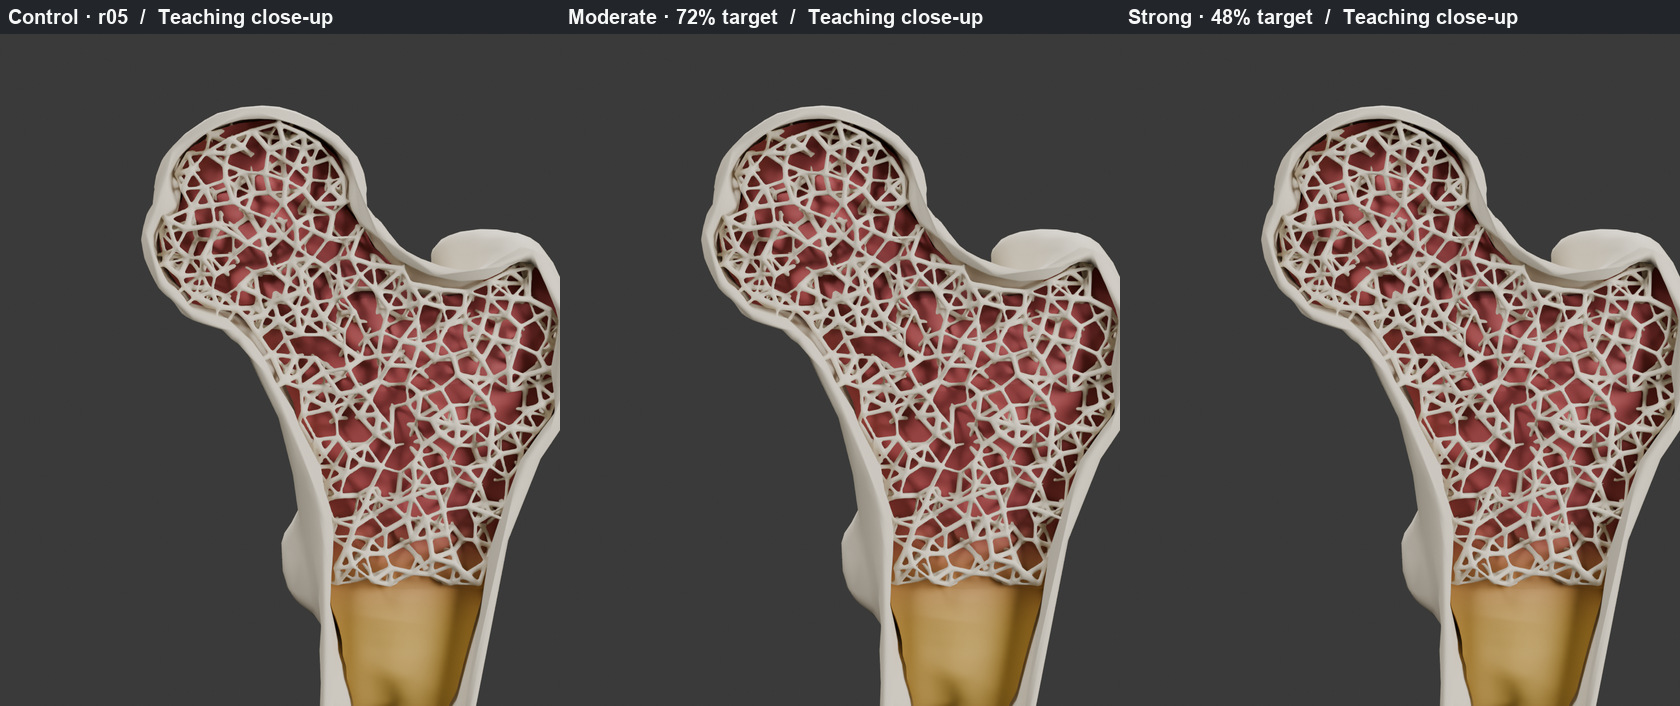 Control · r05 / Teaching close-up
Moderate · 72% target / Teaching close-up
Strong · 48% target / Teaching close-up